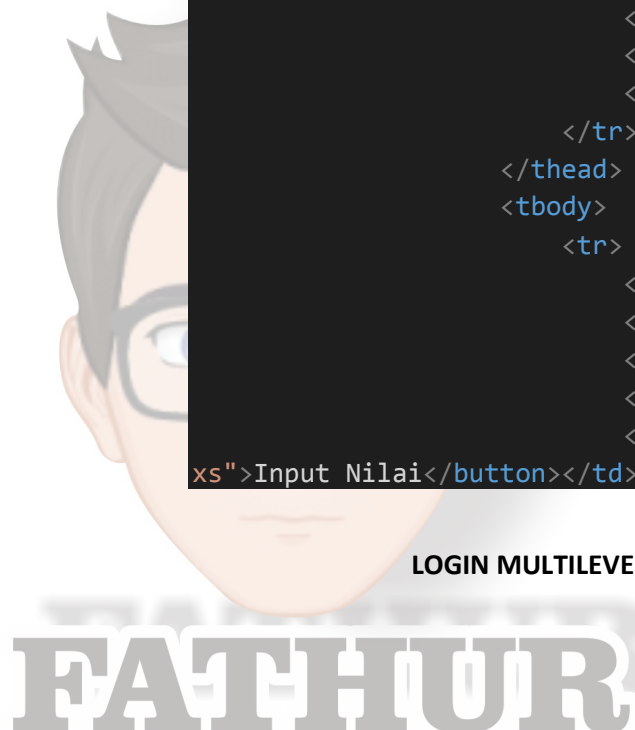 <
<
<
</tr>
</thead>
<tbody>
<tr>
<
<
<
<
<
xs">Input Nilai</button></td>
LOGIN MULTILEVE
FATHUR